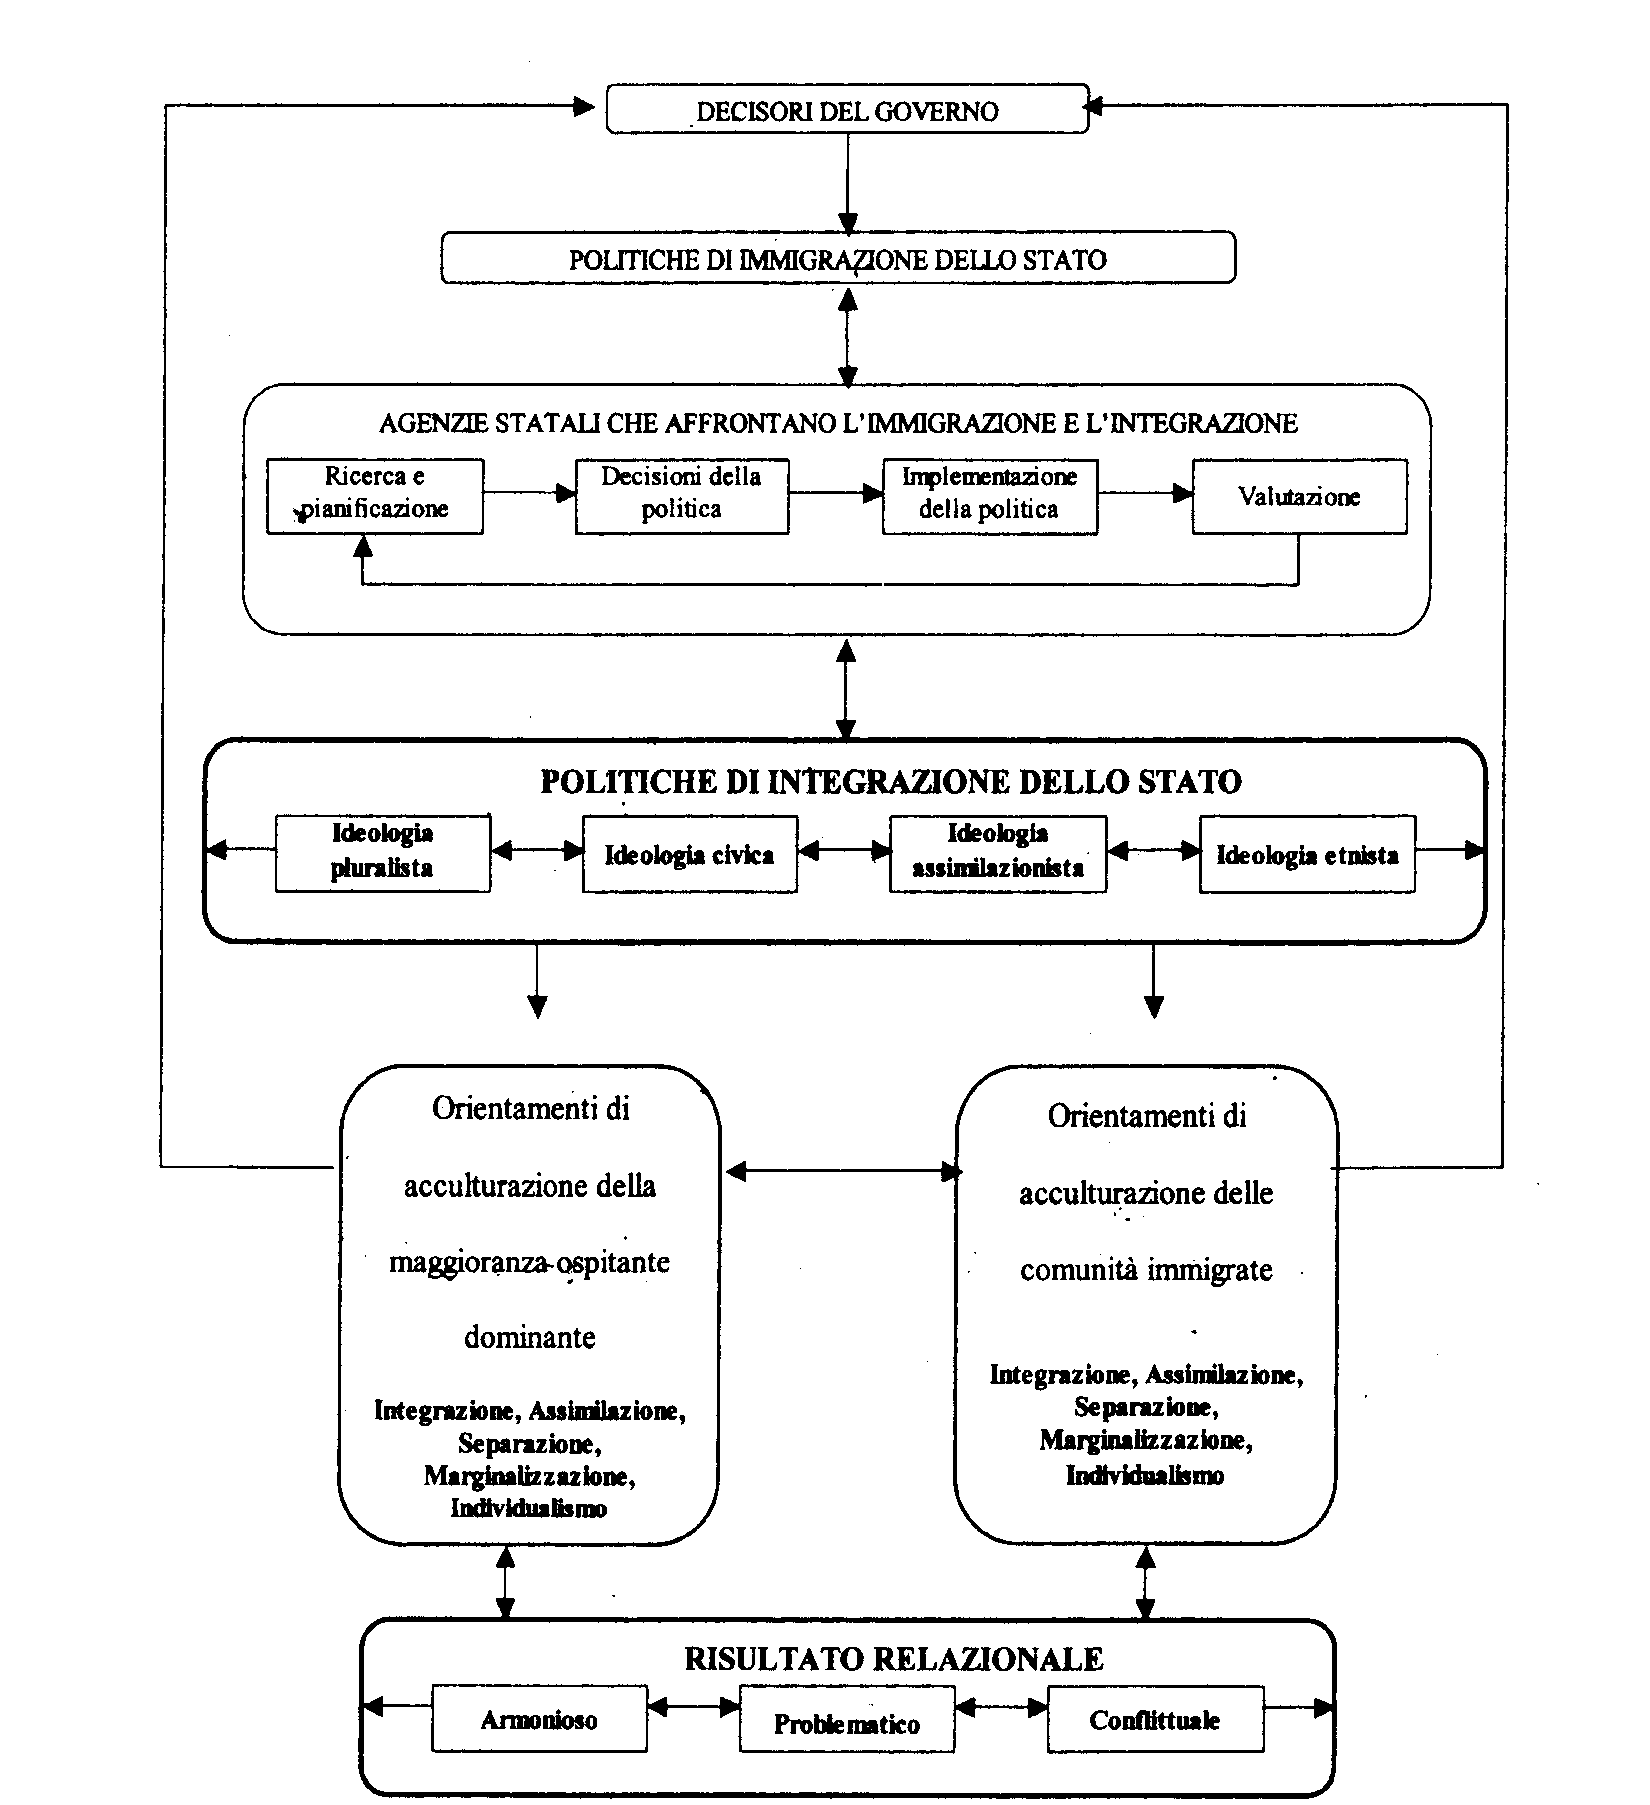 DECISORI DEL GOVERNO
POLITICHE DI IMMIGRAZIONE DELLO STATO
AGENZIE STATALI CHE AFFRONTANO L'IMMIGRAZIONE E L'INTEGRAZIONE
Ricerca e
pianificazione
Decisioni della
politica
Implementazione
della politica
Valutazione
POLITICHE DI INTEGRAZIONE DELLO STATO
Ideologia
pluralista
Ideologia civica
Ideologia
assimilazionista
Ideologia etnista
Orientamenti di
acculturazione della
maggioranza ospitante
dominante
Integrazione, Assimilazione,
Separazione,
Marginalizzazione,
Individualismo
Orientamenti di
acculturazione delle
comunità immigrate
Integrazione, Assimilazione,
Separazione,
Marginalizzazione,
Individualismo
RISULTATO RELAZIONALE
Armonioso
Problematico
Conflittuale